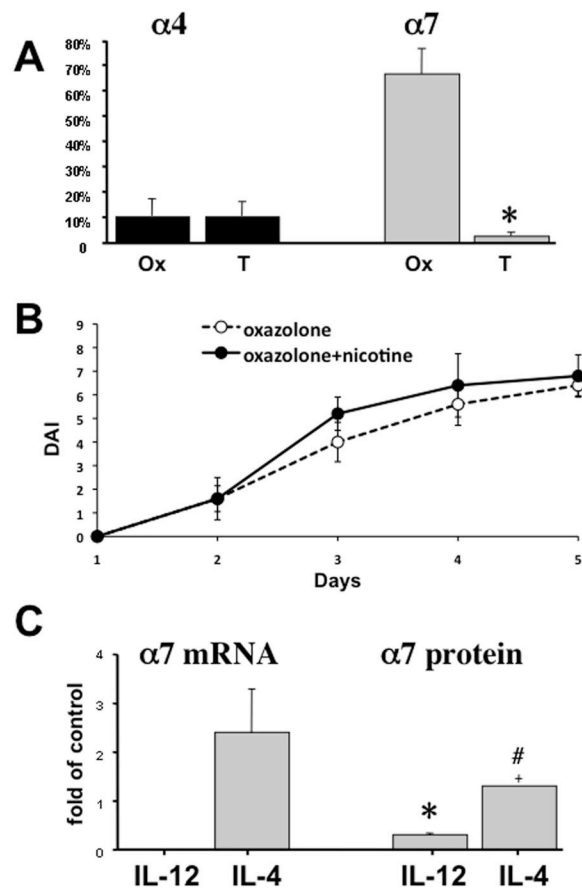 A
α4 α7
80%
70%
60%
50%
40%
30%
20%
10%
0
*
Ox T Ox T
B
9
8
7
6
5
4
3
2
1
0
DAI
oxazolone
oxazolone+nicotine
1 2 3 4 5
Days
C
α7 mRNA α7 protein
4
3
2
1
0
fold of control
* #
IL-12 IL-4 IL-12 IL-4